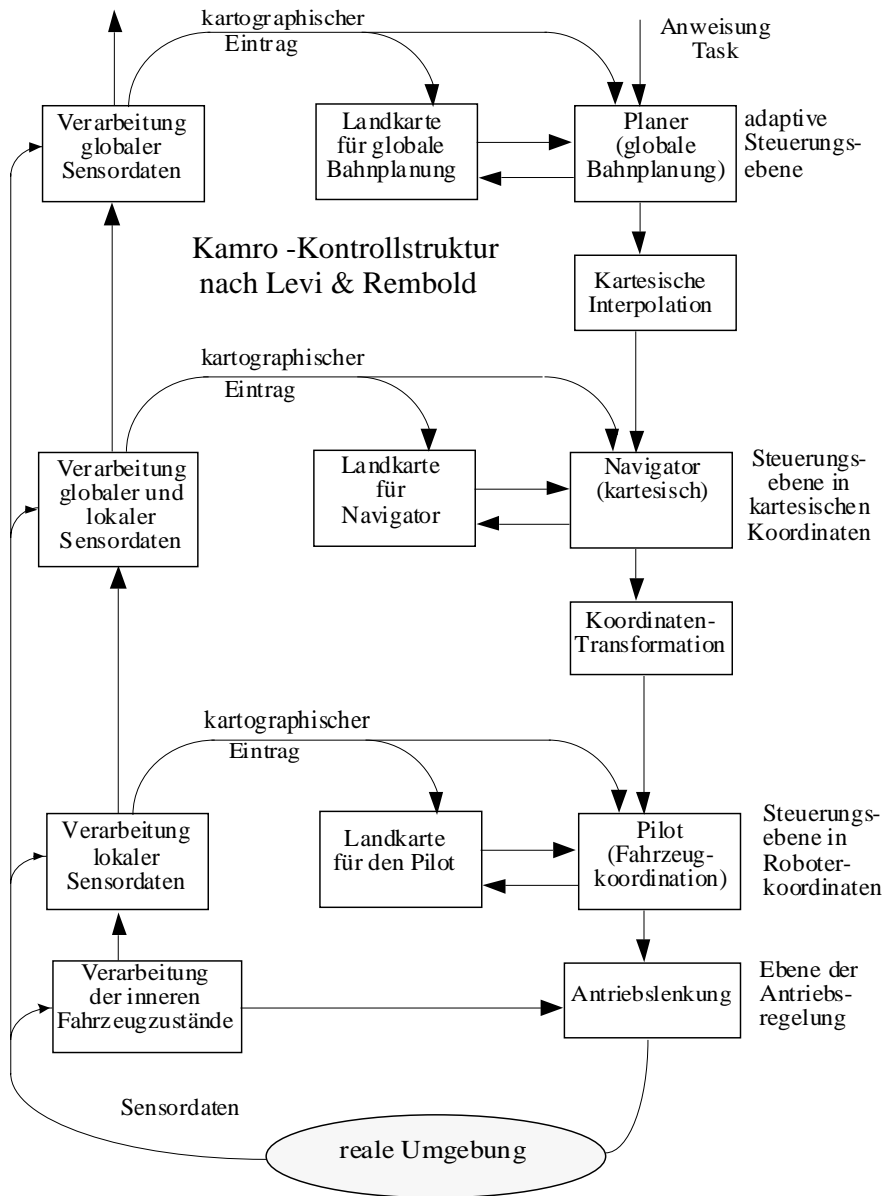 kartographischer
Eintrag
Anweisung
Task
Verarbeitung
globaler
Sensordaten
Landkarte
für globale
Bahnplanung
Planer
(globale
Bahnplanung)
adaptive
Steuerungs-
ebene
Kamro -Kontrollstruktur
nach Levi & Rembold
Kartesische
Interpolation
kartographischer
Eintrag
Verarbeitung
globaler und
lokaler
Sensordaten
Landkarte
für
Navigator
Navigator
(kartesisch)
Steuerungs-
ebene in
kartesischen
Koordinaten
Koordinaten-
Transformation
kartographischer
Eintrag
Verarbeitung
lokaler
Sensordaten
Landkarte
für den Pilot
Pilot
(Fahrzeug-
koordination)
Steuerungs-
ebene in
Roboter-
koordinaten
Verarbeitung
der inneren
Fahrzeugzustände
Antriebslenkung
Ebene der
Antriebs-
regelung
Sensordaten
reale Umgebung